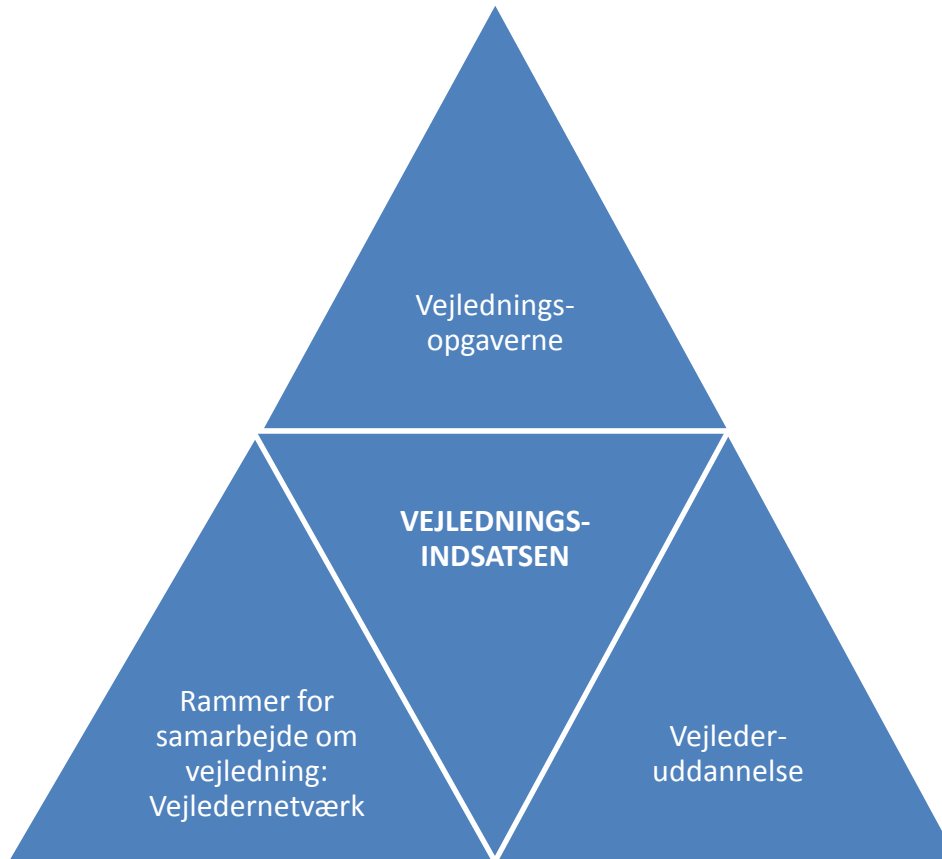 Vejlednings-
opgaverne
VEJLEDNINGS-
INDSATSEN
Rammer for
samarbejde om
vejledning:
Vejledernetværk
Vejleder-
uddannelse